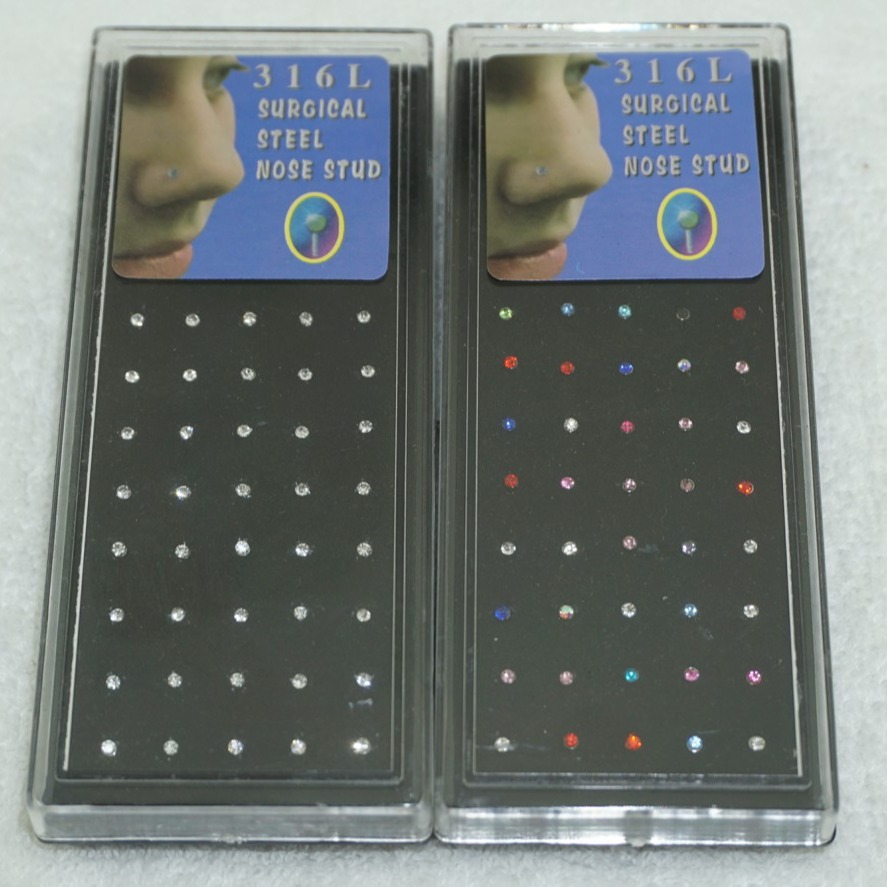 316L
SURGICAL
STEEL
NOSE STUD
316L
SURGICAL
STEEL
NOSE STUD